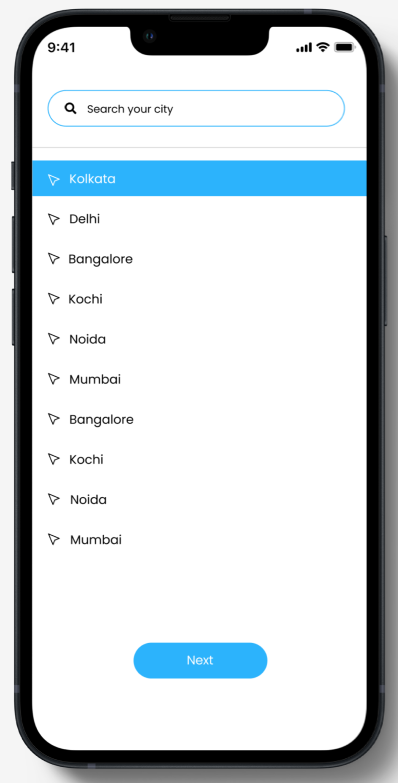 9:41
Search your city
Kolkata
Delhi
Bangalore
Kochi
Noida
Mumbai
Bangalore
Kochi
Noida
Mumbai
Next